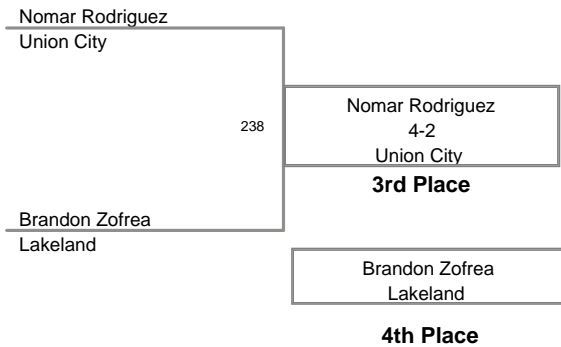 Nomar Rodriguez
Union City
238
Nomar Rodriguez
4-2
Union City
3rd Place
Brandon Zofrea
Lakeland
Brandon Zofrea
Lakeland
4th Place